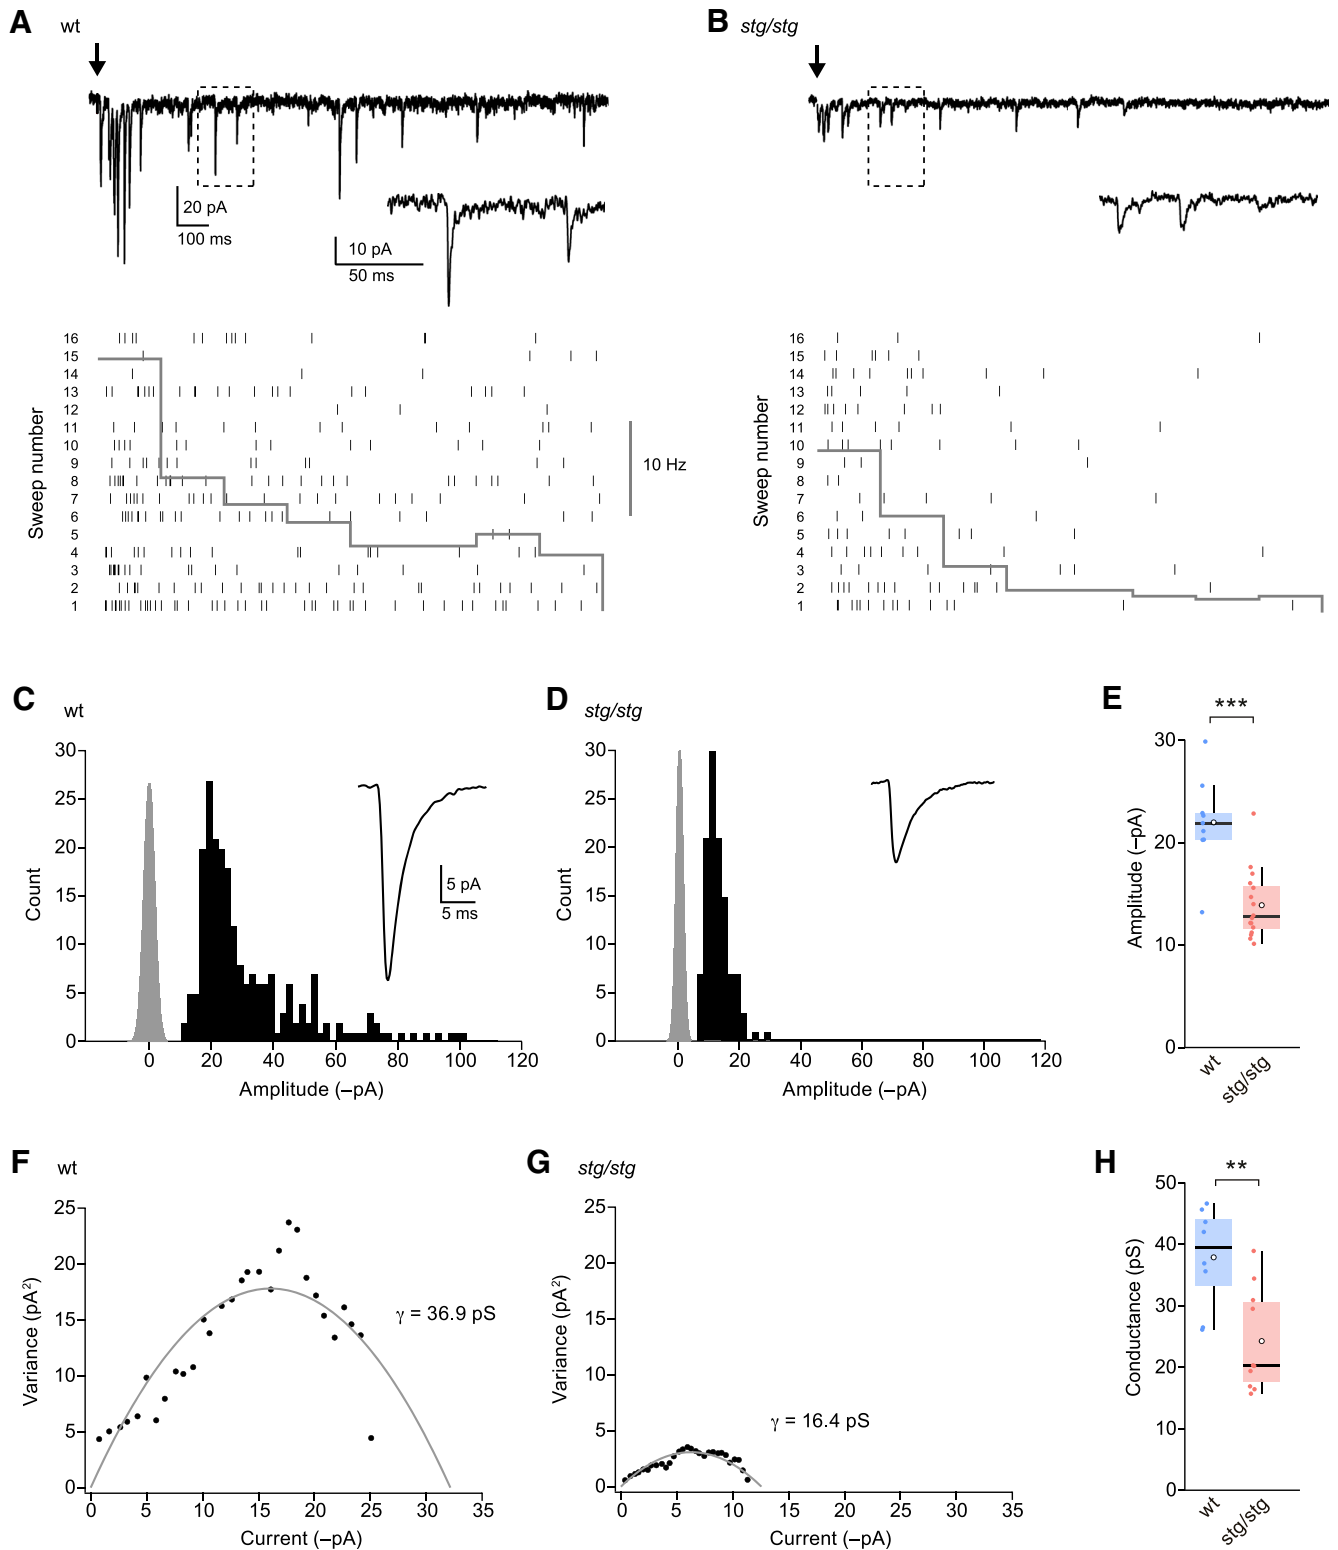 A wt
B stg/stg
20 pA
100 ms
10 pA
50 ms
Sweep number
16
15
14
13
12
11
10
9
8
7
6
5
4
3
2
1
10 Hz
Sweep number
16
15
14
13
12
11
10
9
8
7
6
5
4
3
2
1
C wt
Count
30
25
20
15
10
5
0
5 pA
5 ms
0 20 40 60 80 100 120
Amplitude (–pA)
D stg/stg
Count
30
25
20
15
10
5
0
0 20 40 60 80 100 120
Amplitude (–pA)
E
***
Amplitude (–pA)
30
20
10
0
wt stg/stg
F wt
Variance (pA²)
25
20
15
10
5
0
γ = 36.9 pS
0 5 10 15 20 25 30 35
Current (–pA)
G stg/stg
Variance (pA²)
25
20
15
10
5
0
γ = 16.4 pS
0 5 10 15 20 25 30 35
Current (–pA)
H
**
Conductance (pS)
50
40
30
20
10
0
wt stg/stg